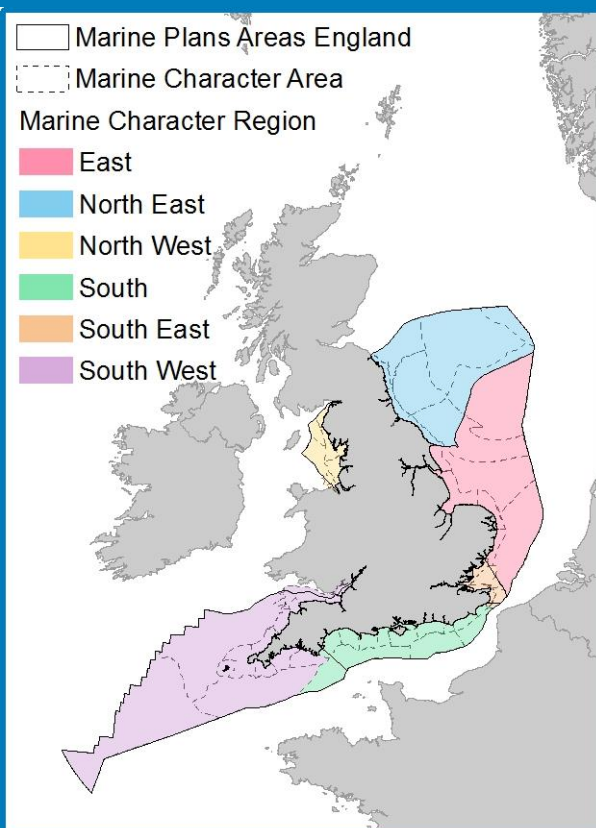 Marine Plans Areas England
Marine Character Area
Marine Character Region
East
North East
North West
South
South East
South West